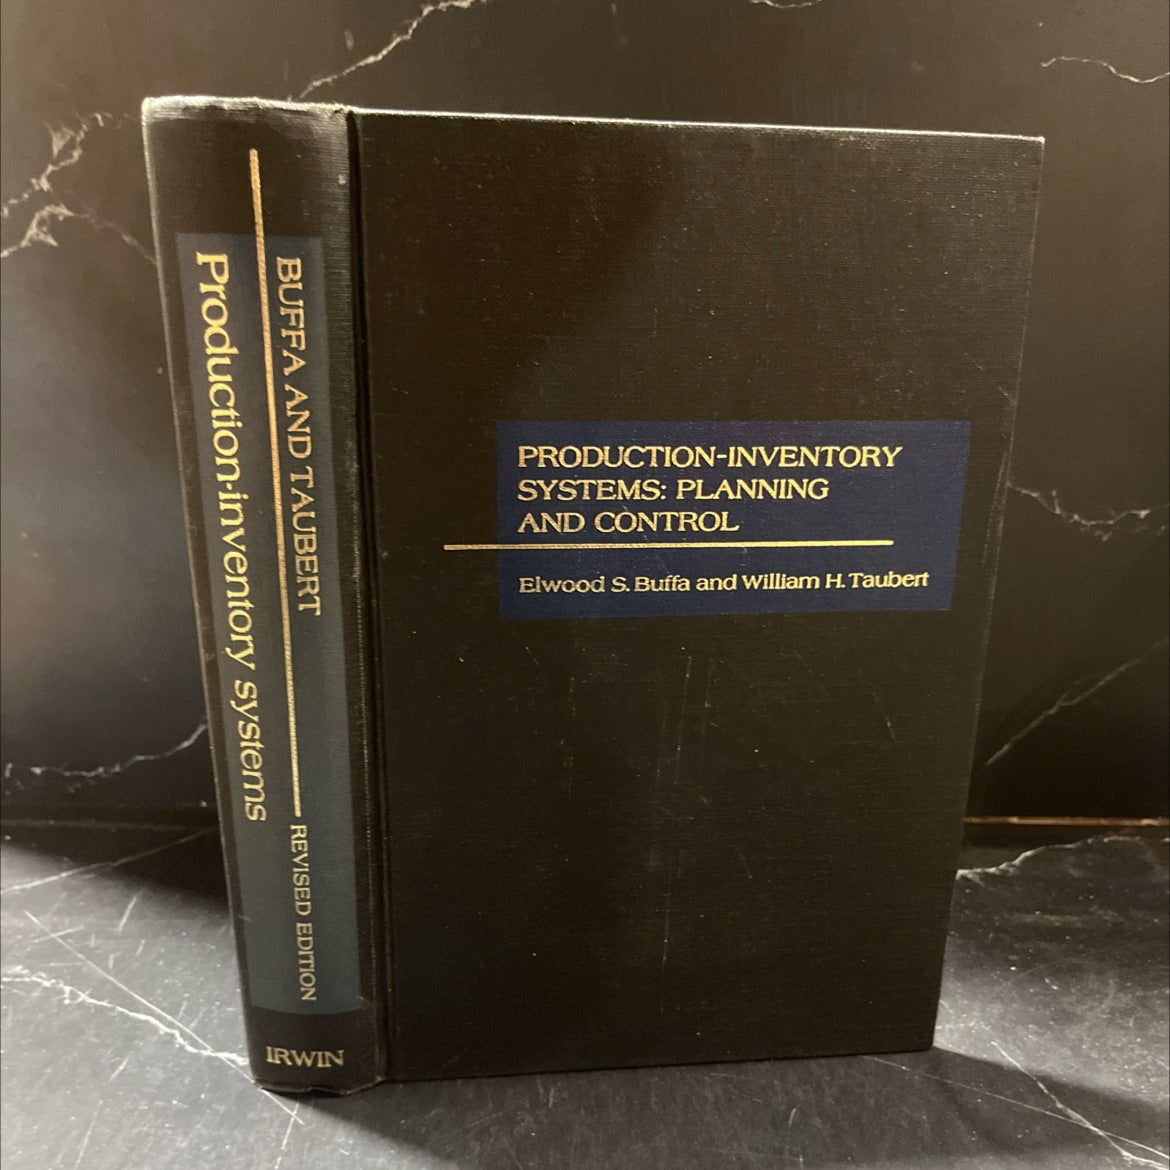 BUFFA AND TAUBERT
REVISED EDITION
Production-inventory systems
IRWIN
PRODUCTION-INVENTORY
SYSTEMS: PLANNING
AND CONTROL
Elwood S. Buffa and William H. Taubert